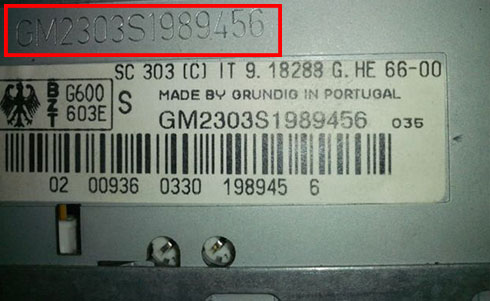 GM2303S1989456
SC 303 (C) IT 9.18288 G. HE 66-00
BZT G600 603E S
MADE BY GRUNDIG IN PORTUGAL
GM2303S1989456 035
02 00936 0330 198945 6